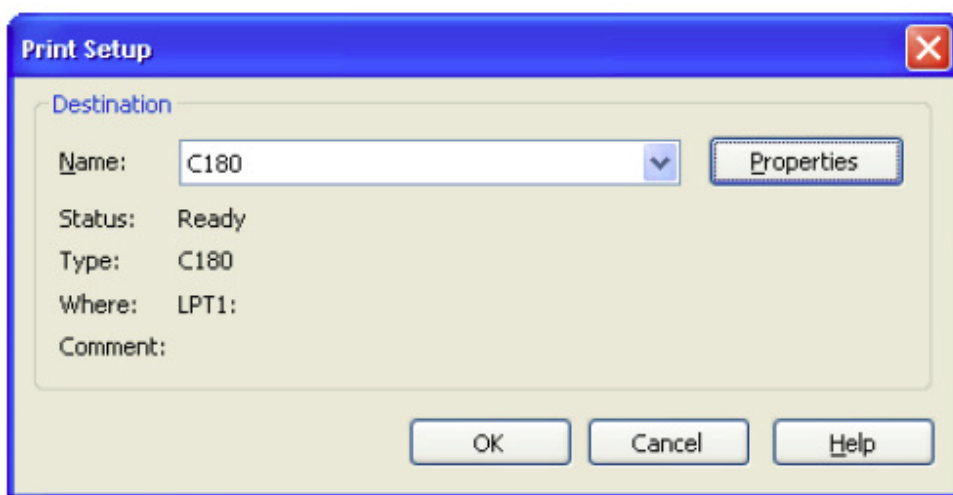 Print Setup
Destination
Name: C180 Properties
Status: Ready
Type: C180
Where: LPT1:
Comment:
OK Cancel Help